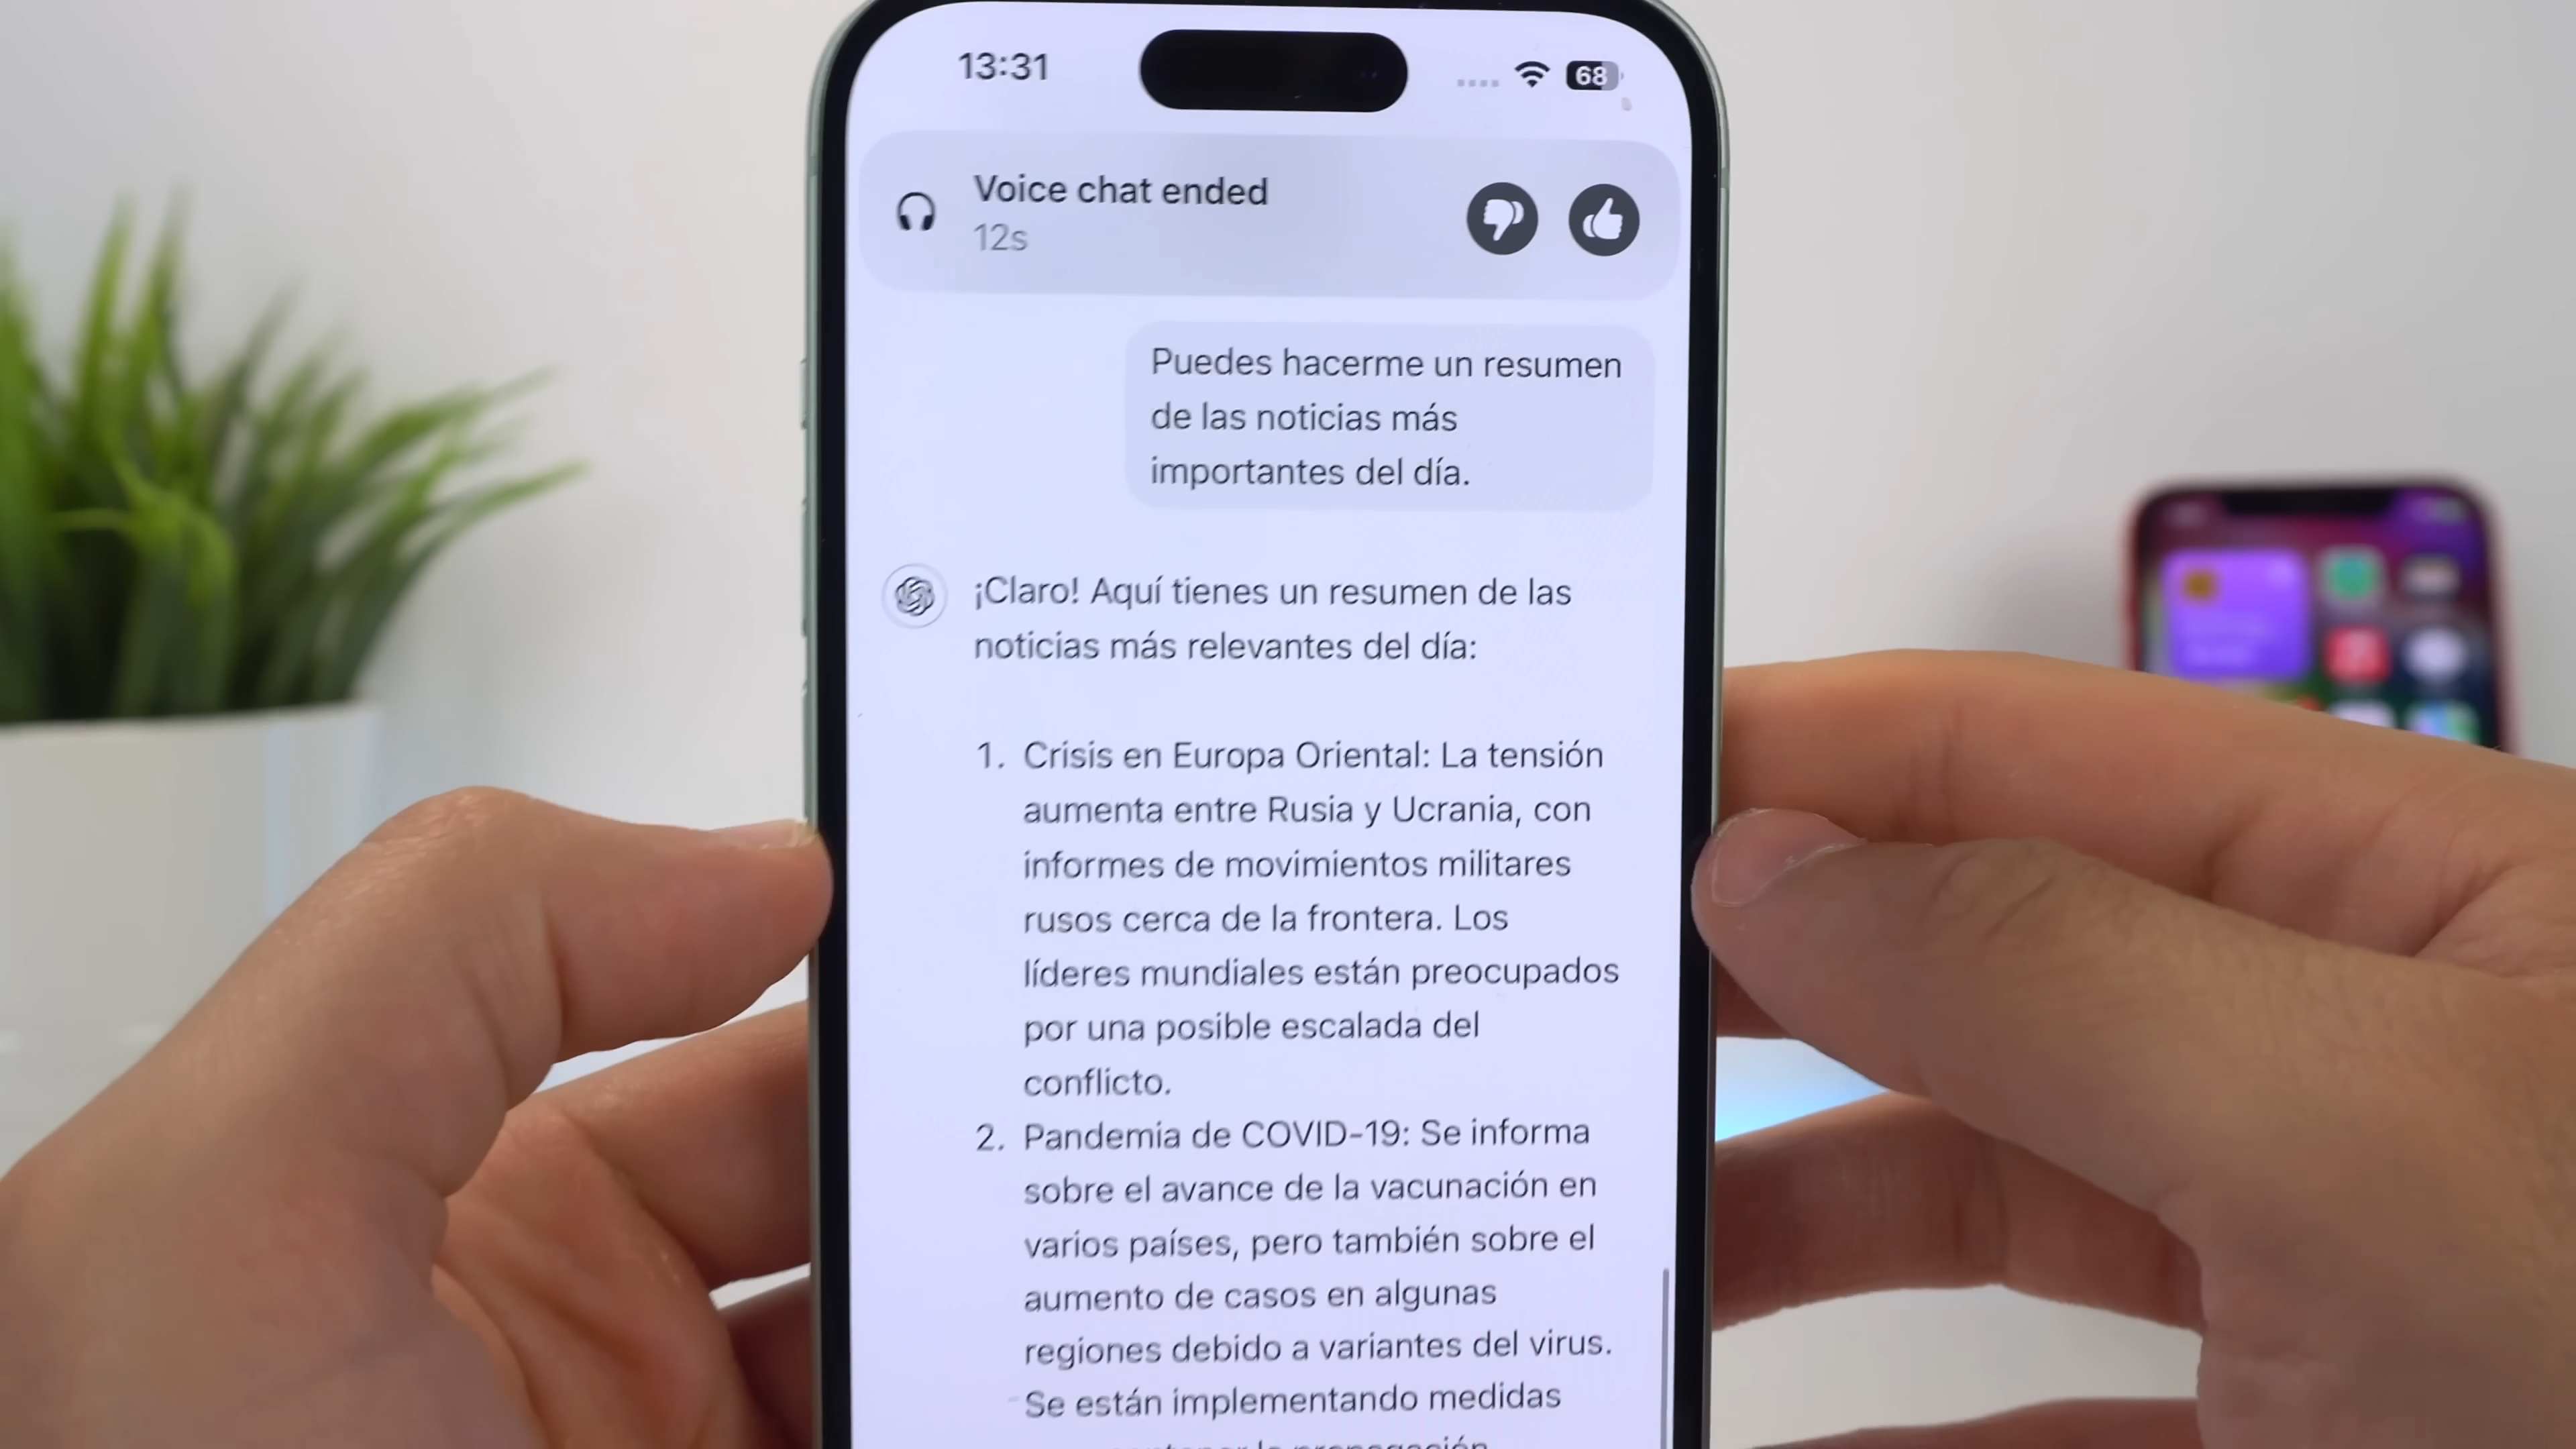 13:31
68
Voice chat ended
12s
Puedes hacerme un resumen
de las noticias más
importantes del día.
¡Claro! Aquí tienes un resumen de las
noticias más relevantes del día:
1. Crisis en Europa Oriental: La tensión
aumenta entre Rusia y Ucrania, con
informes de movimientos militares
rusos cerca de la frontera. Los
líderes mundiales están preocupados
por una posible escalada del
conflicto.
2. Pandemia de COVID-19: Se informa
sobre el avance de la vacunación en
varios países, pero también sobre el
aumento de casos en algunas
regiones debido a variantes del virus.
Se están implementando medidas